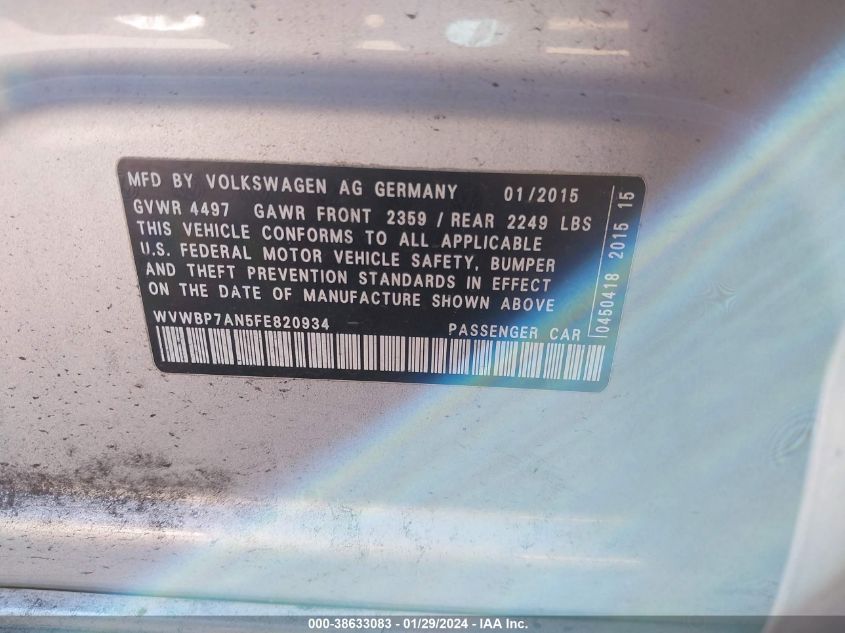 MFD BY VOLKSWAGEN AG GERMANY 01/2015
GVWR 4497 GAWR FRONT 2359 / REAR 2249 LBS
THIS VEHICLE CONFORMS TO ALL APPLICABLE
U.S. FEDERAL MOTOR VEHICLE SAFETY, BUMPER
AND THEFT PREVENTION STANDARDS IN EFFECT
ON THE DATE OF MANUFACTURE SHOWN ABOVE
WVWBP7AN5FE820934 PASSENGER CAR
0450418 2015 15
000-38633083 - 01/29/2024 - IAA Inc.